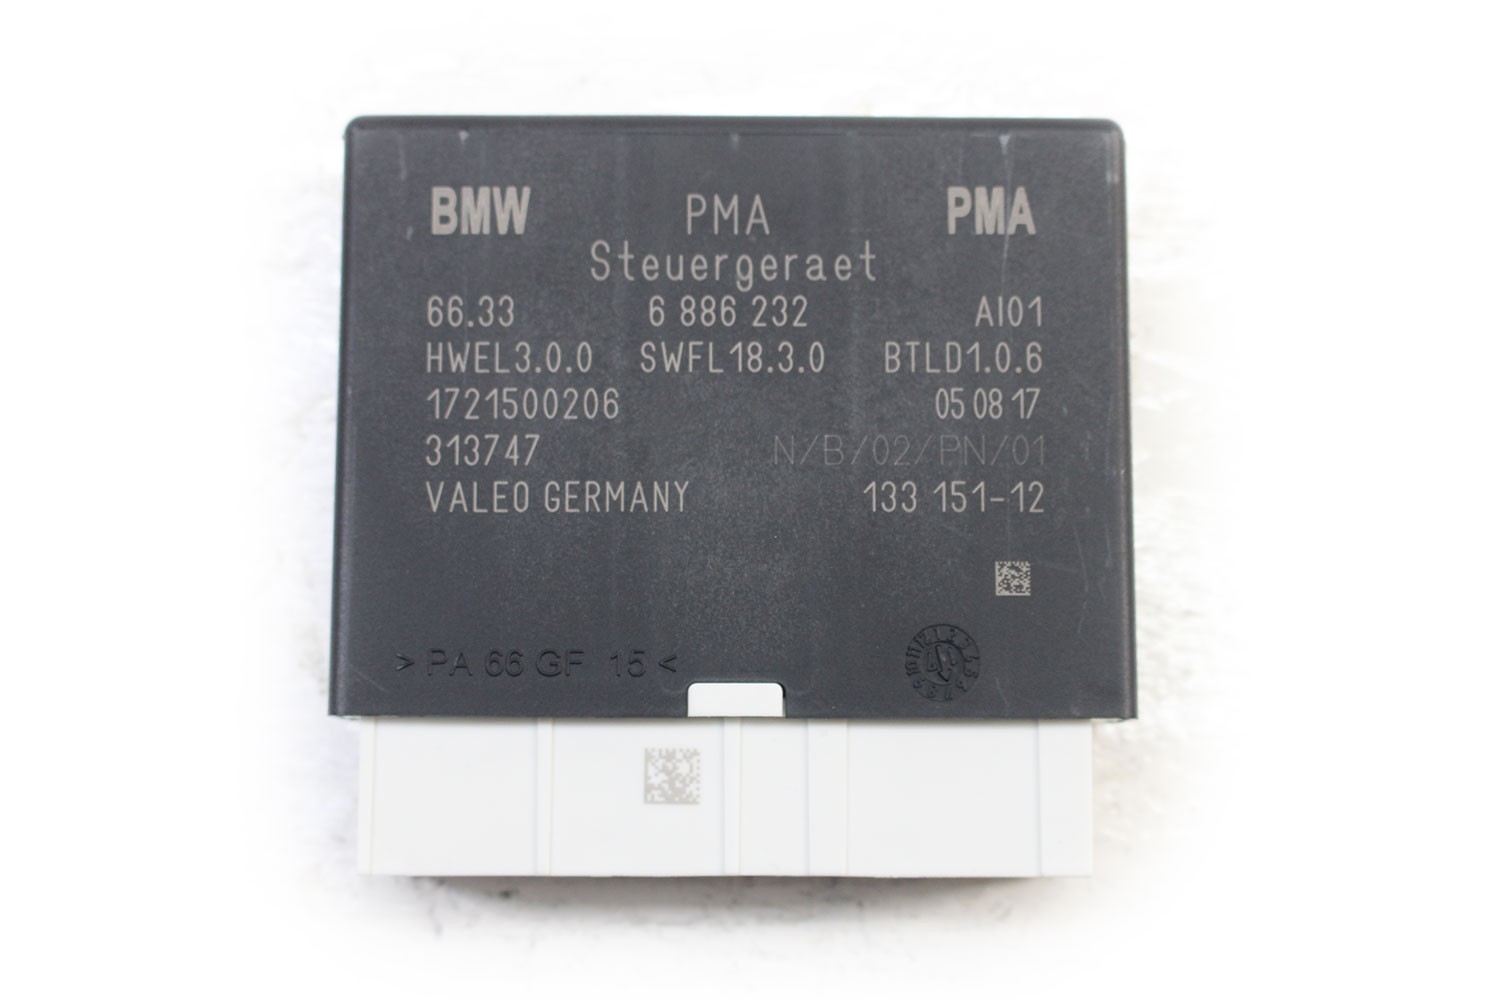 BMW PMA PMA
Steuergeraet
66.33 6 886 232 AI01
HWEL3.0.0 SWFL18.3.0 BTLD1.0.6
1721500206 05 08 17
313747 N/B/02/PN/01
VALEO GERMANY 133 151-12
>PA 66 GF 15<